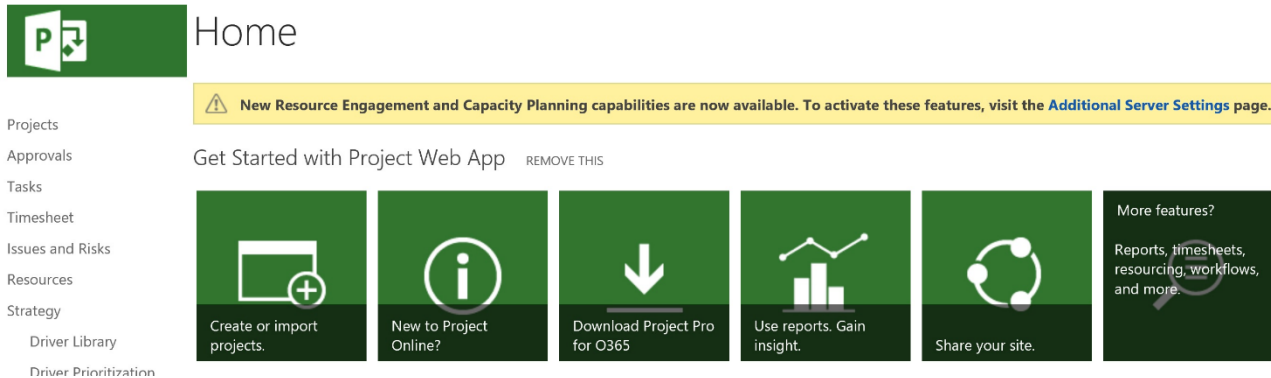 P
Home
New Resource Engagement and Capacity Planning capabilities are now available. To activate these features, visit the Additional Server Settings page.
Projects
Approvals
Tasks
Timesheet
Issues and Risks
Resources
Strategy
Driver Library
Driver Prioritization
Get Started with Project Web App REMOVE THIS
Create or import
projects.
New to Project
Online?
Download Project Pro
for O365
Use reports. Gain
insight.
Share your site.
More features?
Reports, timesheets,
resourcing, workflows,
and more.